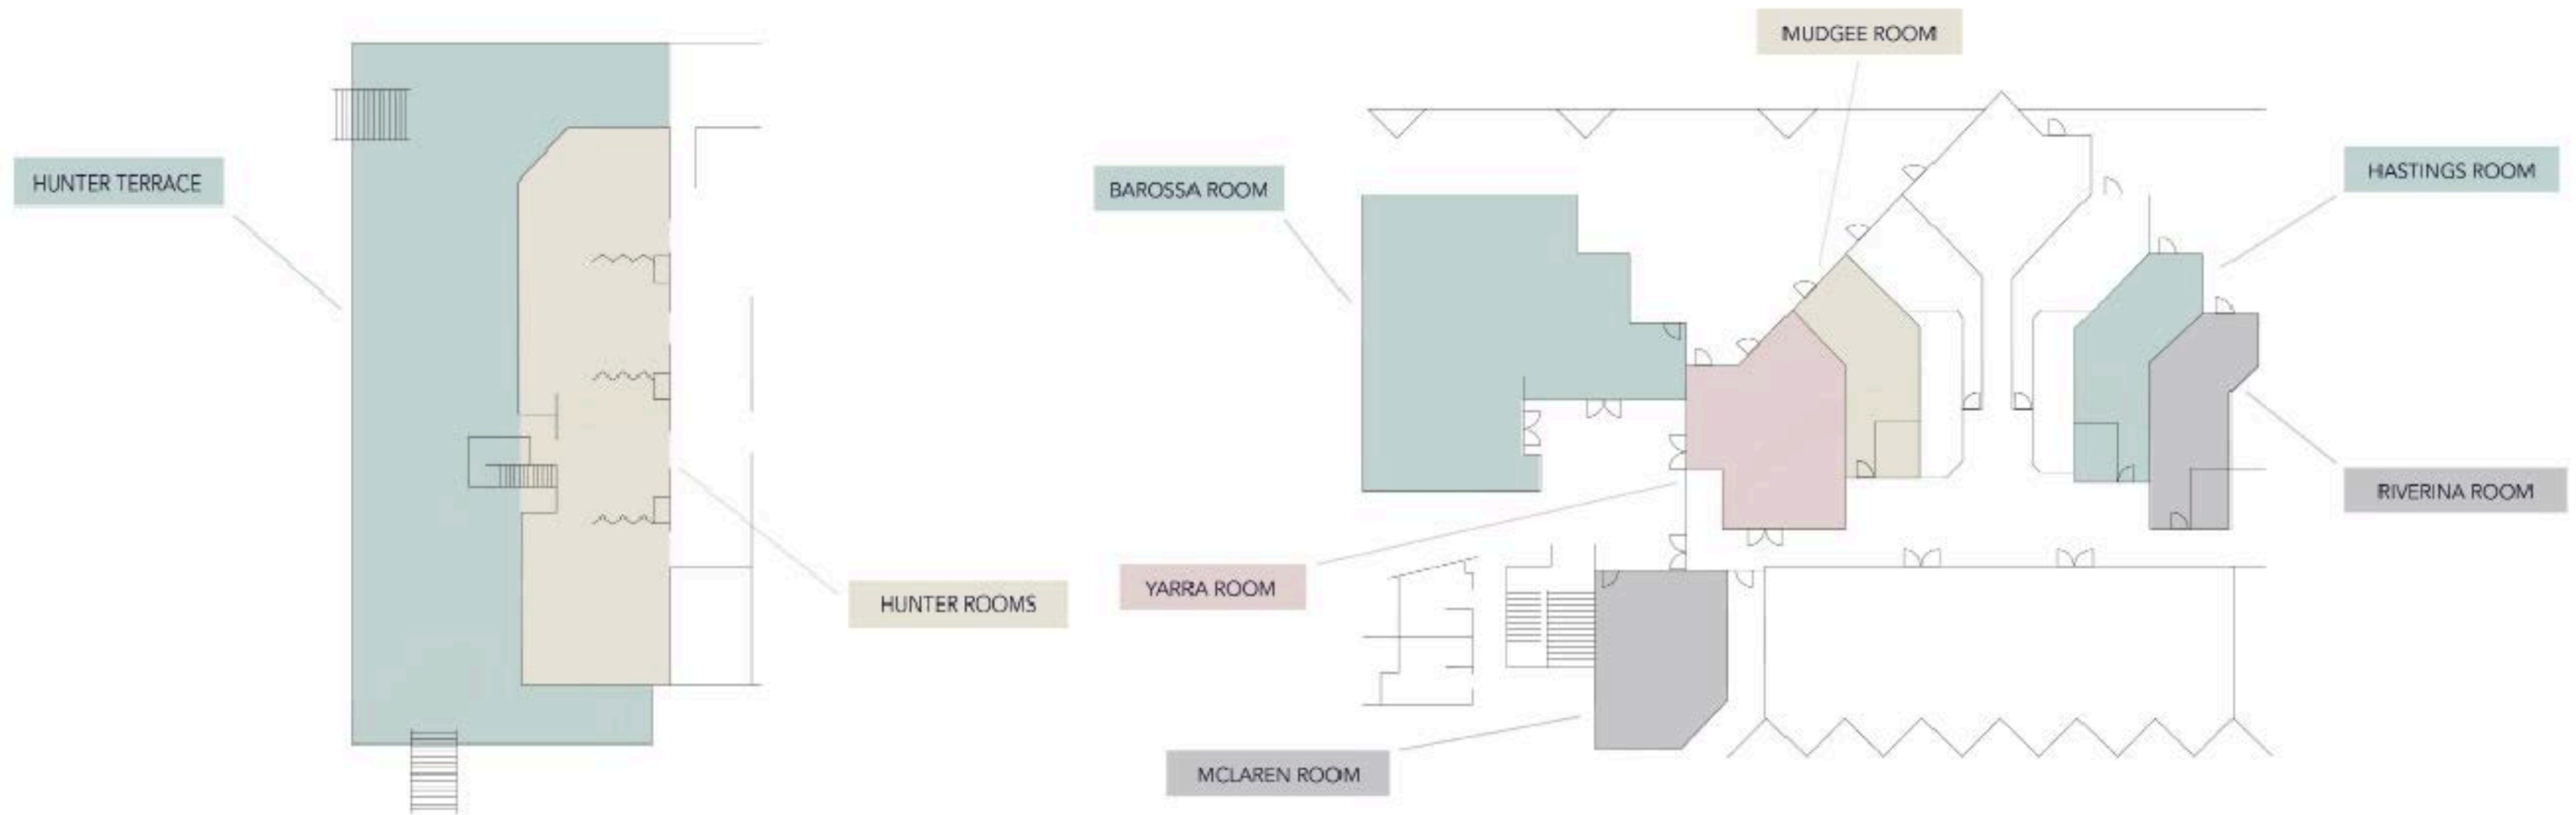 MUDGEE ROOM
HUNTER TERRACE
BAROSSA ROOM
HASTINGS ROOM
RIVERINA ROOM
YARRA ROOM
HUNTER ROOMS
MCLAREN ROOM